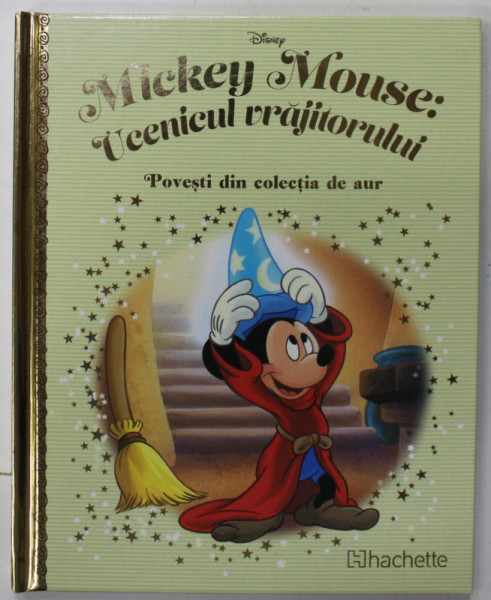 Disney
Mickey Mouse:
Ucenicul vrăjitorului
Povești din colecția de aur
hachette